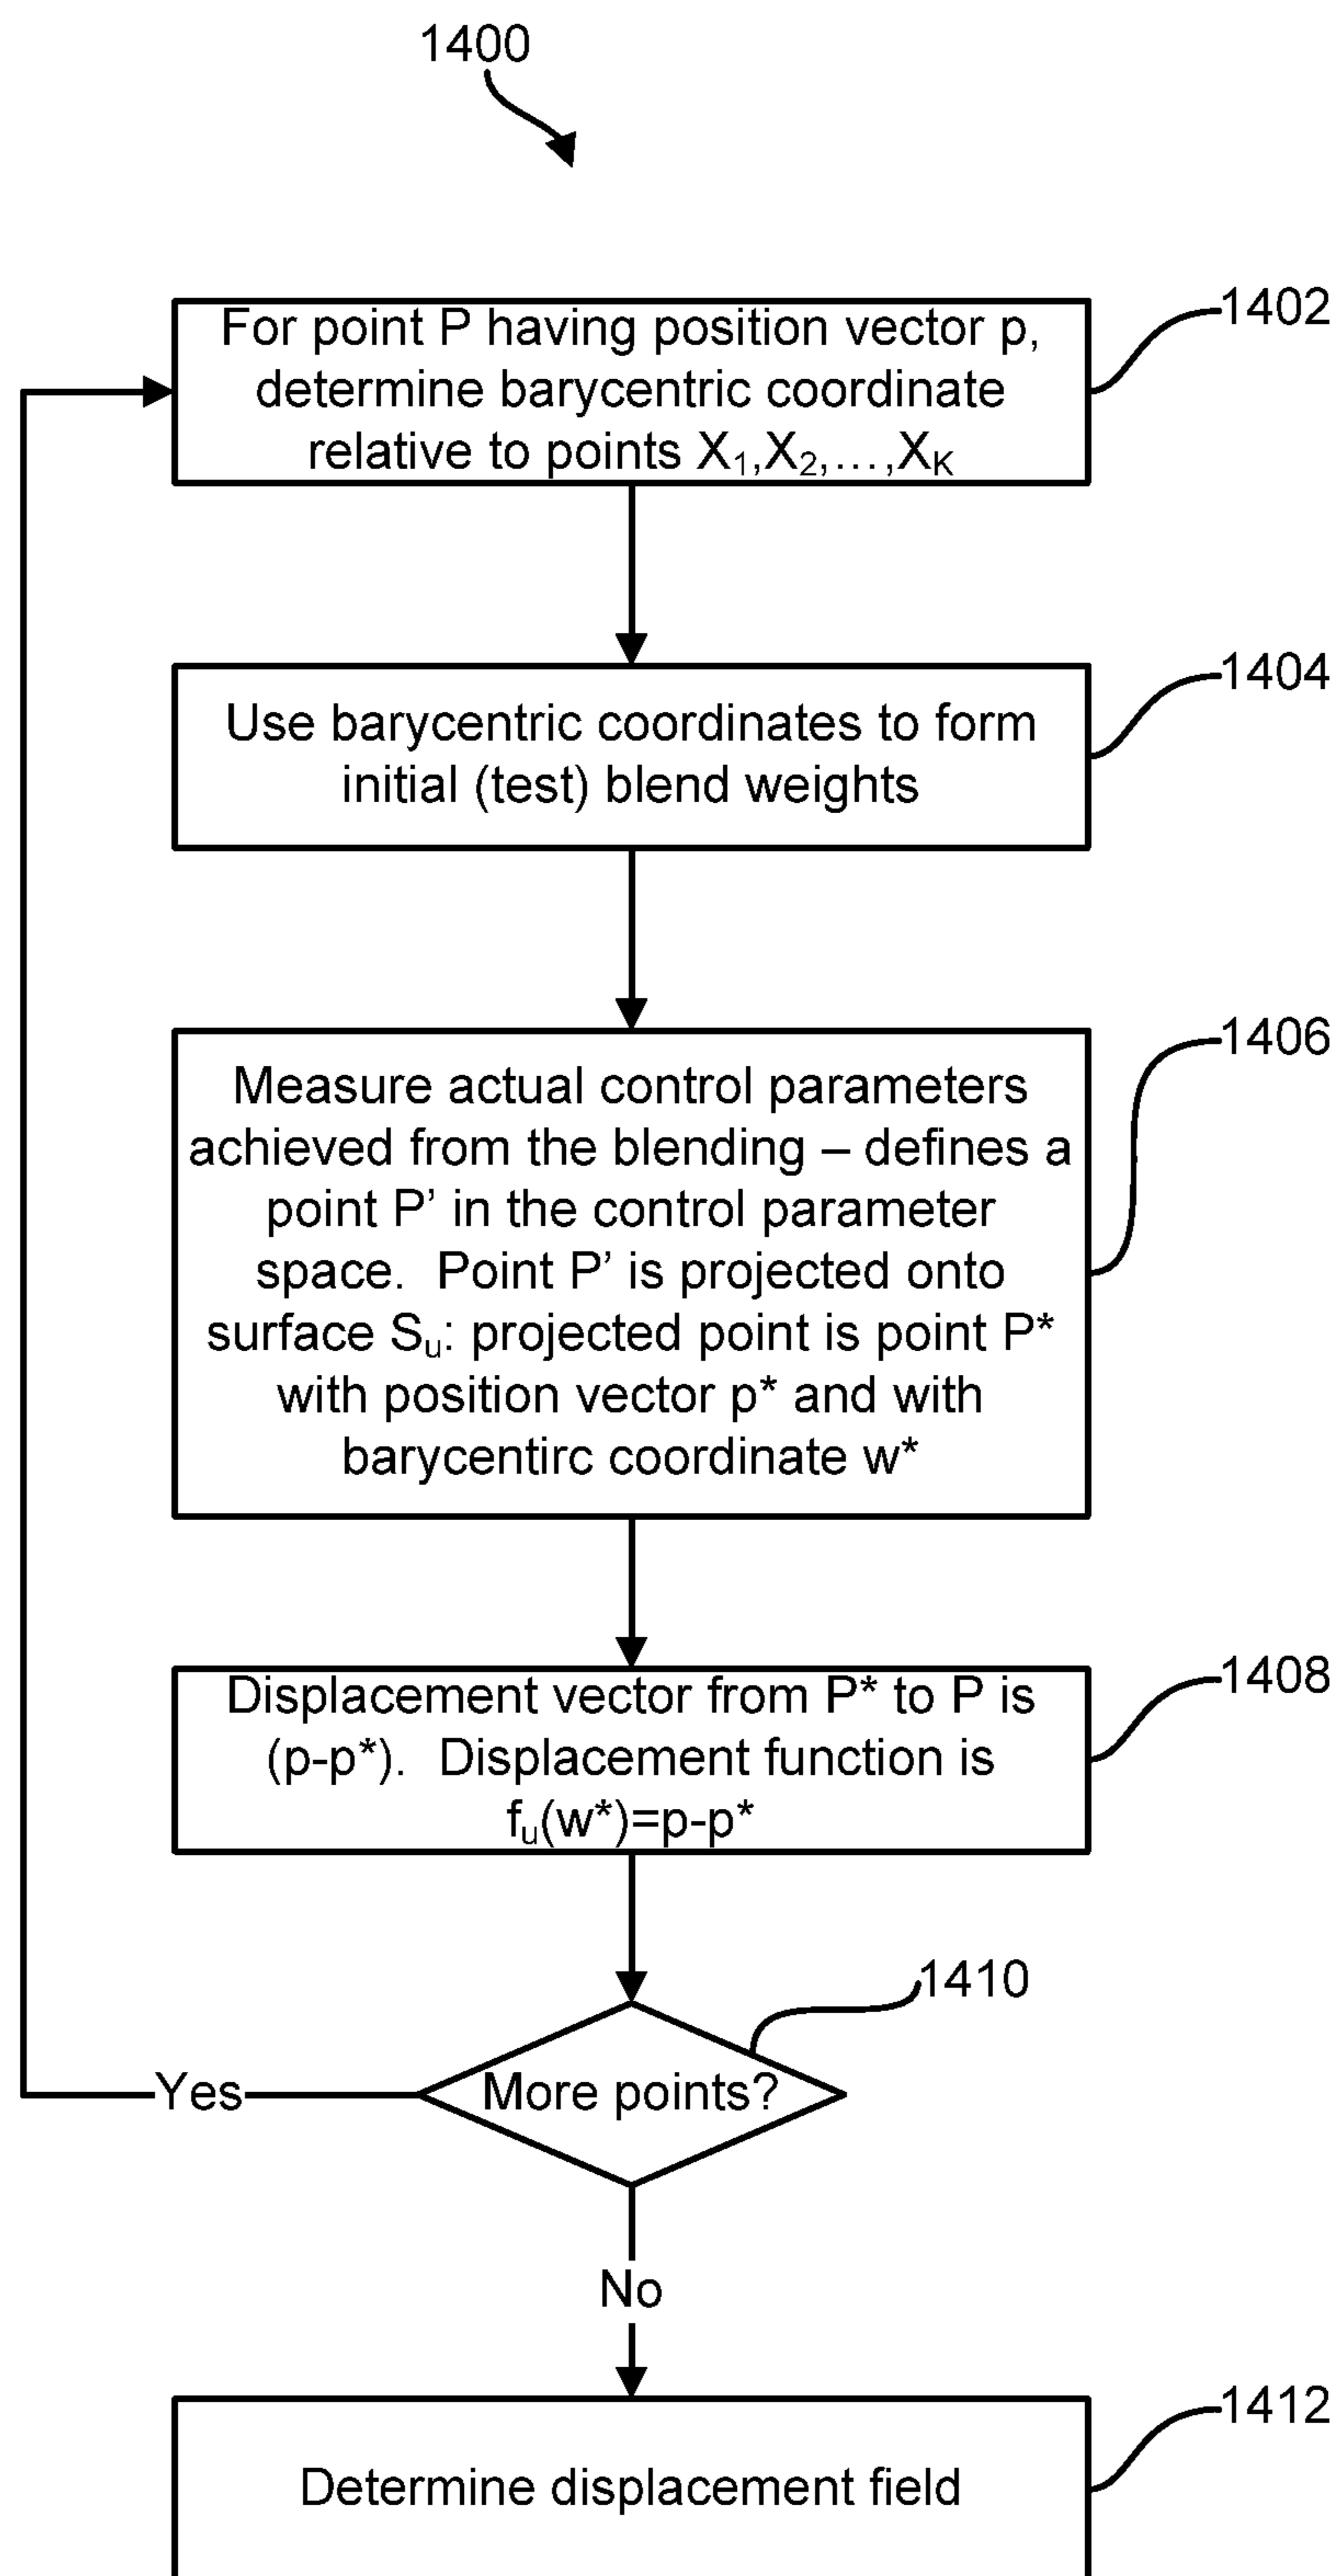 1400
For point P having position vector p,
determine barycentric coordinate
relative to points X₁,X₂,…,X_K
1402
Use barycentric coordinates to form
initial (test) blend weights
1404
Measure actual control parameters
achieved from the blending – defines a
point P’ in the control parameter
space.  Point P’ is projected onto
surface Sᵤ: projected point is point P*
with position vector p* and with
barycentirc coordinate w*
1406
Displacement vector from P* to P is
(p-p*).  Displacement function is
fᵤ(w*)=p-p*
1408
1410
More points?
Yes
No
Determine displacement field
1412